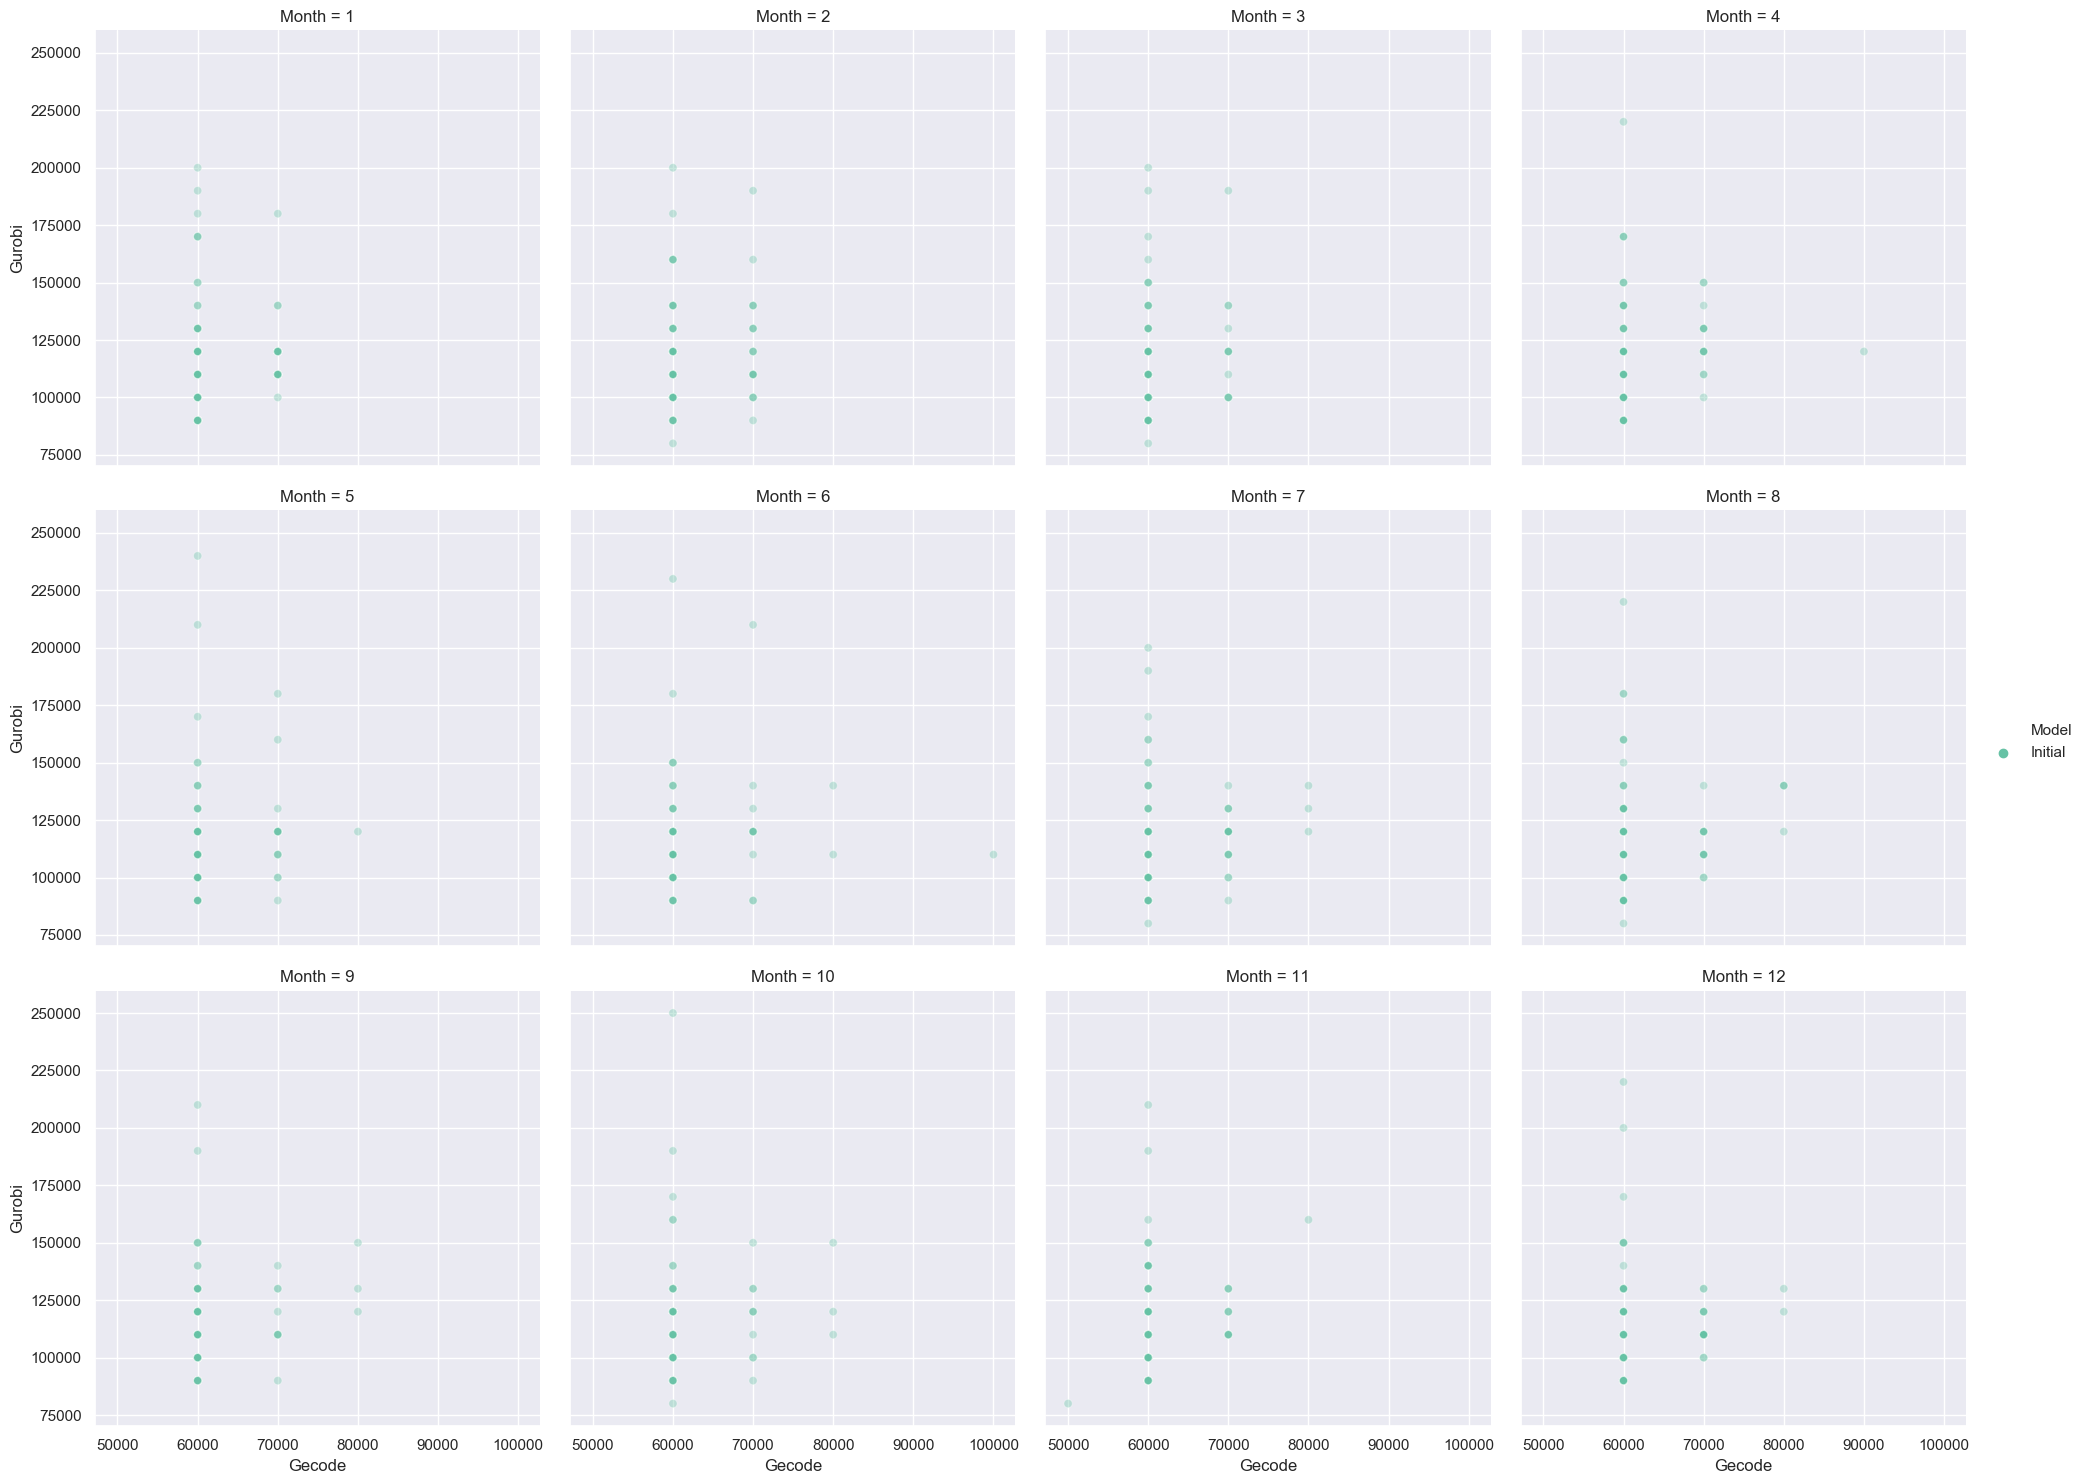 Month = 1
Month = 2
Month = 3
Month = 4
250000
225000
200000
175000
150000
125000
100000
75000
Gurobi
Month = 5
Month = 6
Month = 7
Month = 8
250000
225000
200000
175000
150000
125000
100000
75000
Gurobi
Model
Initial
Month = 9
Month = 10
Month = 11
Month = 12
250000
225000
200000
175000
150000
125000
100000
75000
Gurobi
50000 60000 70000 80000 90000 100000
50000 60000 70000 80000 90000 100000
50000 60000 70000 80000 90000 100000
50000 60000 70000 80000 90000 100000
Gecode
Gecode
Gecode
Gecode